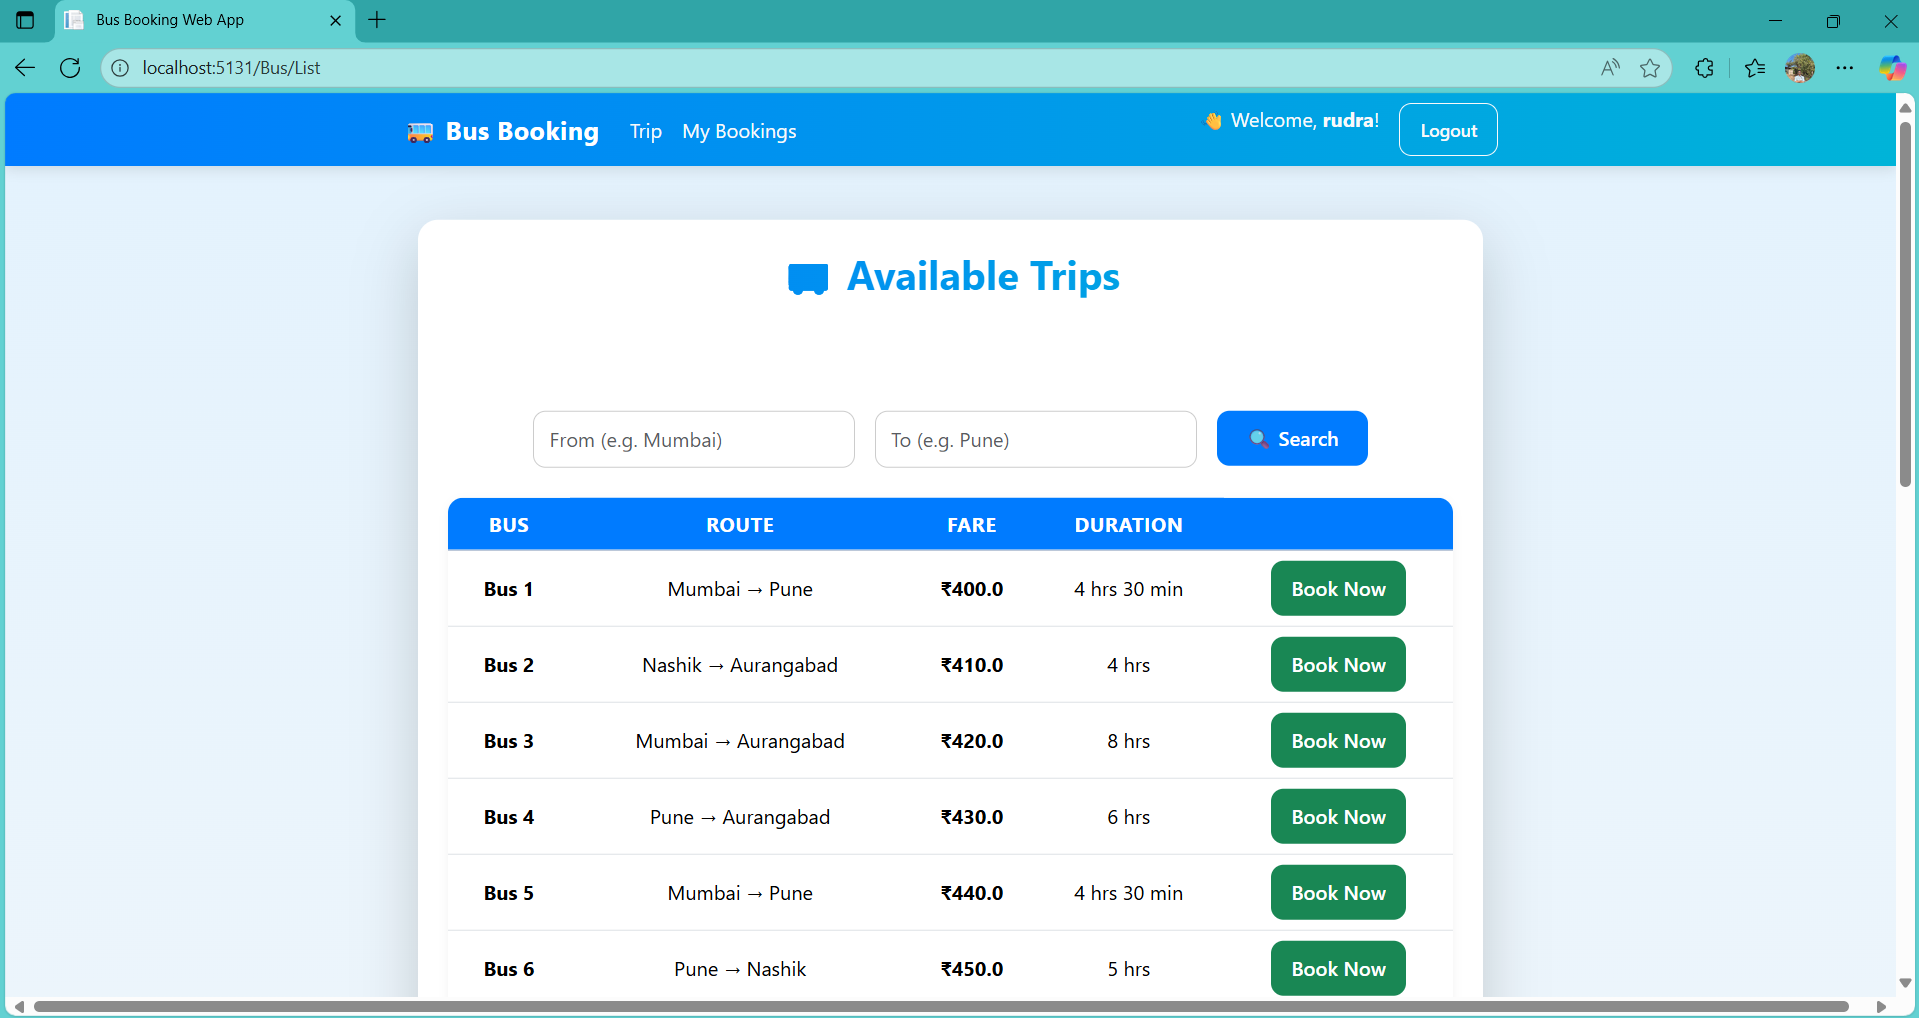 Bus Booking Web App
localhost:5131/Bus/List
Bus Booking Trip My Bookings Welcome, rudra! Logout
Available Trips
From (e.g. Mumbai) To (e.g. Pune) Search
BUS ROUTE FARE DURATION
Bus 1 Mumbai → Pune ₹400.0 4 hrs 30 min Book Now
Bus 2 Nashik → Aurangabad ₹410.0 4 hrs Book Now
Bus 3 Mumbai → Aurangabad ₹420.0 8 hrs Book Now
Bus 4 Pune → Aurangabad ₹430.0 6 hrs Book Now
Bus 5 Mumbai → Pune ₹440.0 4 hrs 30 min Book Now
Bus 6 Pune → Nashik ₹450.0 5 hrs Book Now